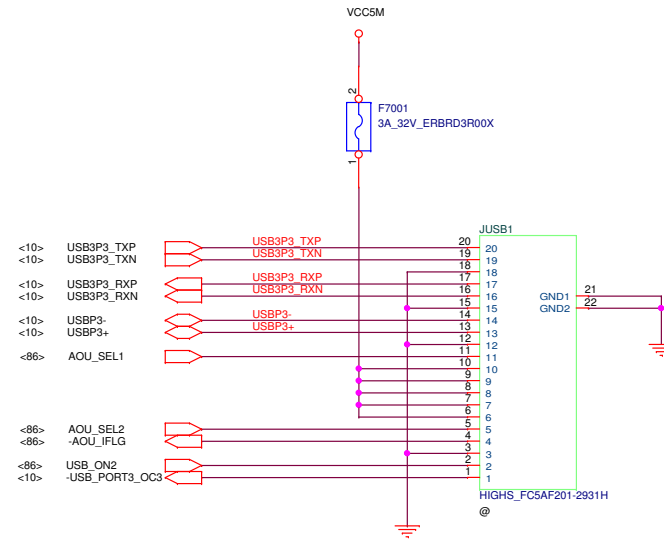 VCC5M
2
F7001
3A_32V_ERBRD3R00X
1
JUSB1
<10> USB3P3_TXP USB3P3_TXP 20 20
<10> USB3P3_TXN USB3P3_TXN 19 19
18 18
<10> USB3P3_RXP USB3P3_RXP 17 17
<10> USB3P3_RXN USB3P3_RXN 16 16 GND1 21
15 15 GND2 22
<10> USBP3- USBP3- 14 14
<10> USBP3+ USBP3+ 13 13
12 12
<86> AOU_SEL1 11 11
10 10
9 9
8 8
7 7
6 6
<86> AOU_SEL2 5 5
<86> -AOU_IFLG 4 4
3 3
<86> USB_ON2 2 2
<10> -USB_PORT3_OC3 1 1
HIGHS_FC5AF201-2931H
@